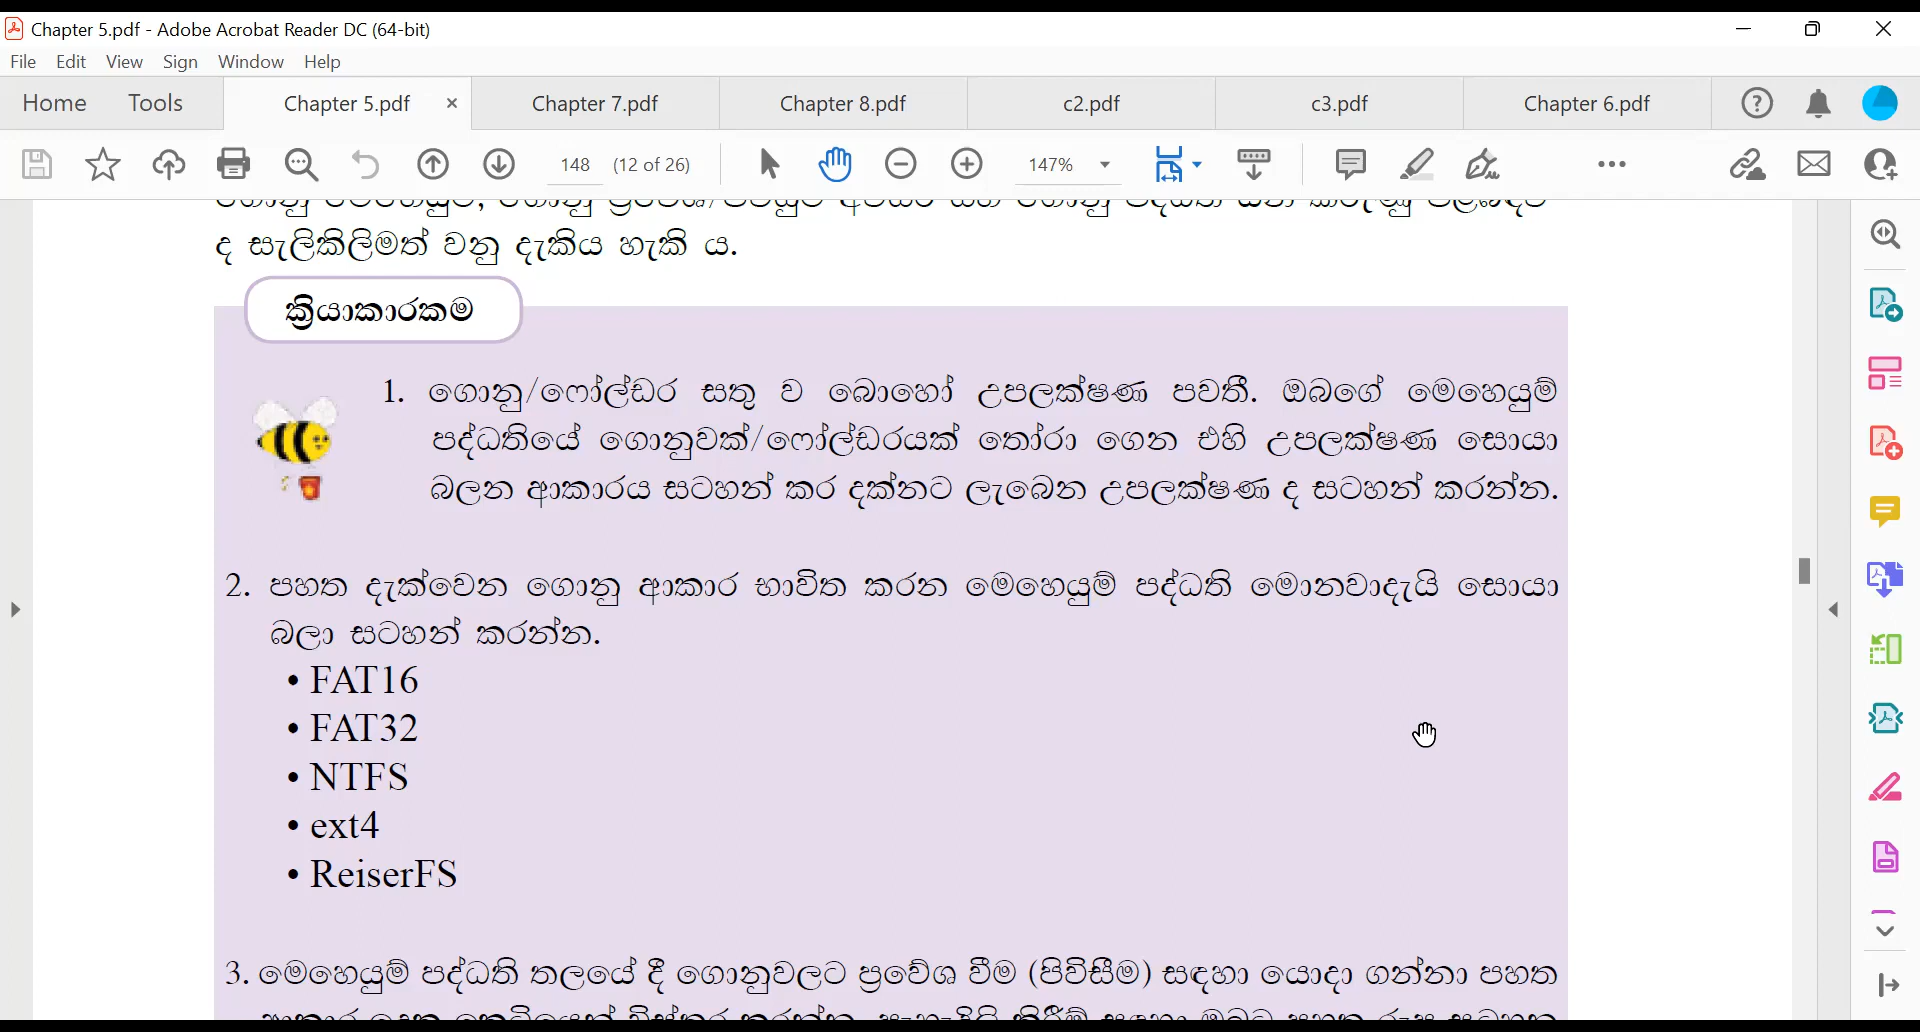 Chapter 5.pdf - Adobe Acrobat Reader DC (64-bit)
File Edit View Sign Window Help
Home Tools Chapter 5.pdf × Chapter 7.pdf Chapter 8.pdf c2.pdf c3.pdf Chapter 6.pdf
148 (12 of 26) 147%
ද සැලිකිලිමත් වනු දැකිය හැකි ය.
ක්‍රියාකාරකම
1. ගොනු/ෆෝල්ඩර සතු ව බොහෝ උපලක්ෂණ පවතී. ඔබගේ මෙහෙයුම්
පද්ධතියේ ගොනුවක්/ෆෝල්ඩරයක් තෝරා ගෙන එහි උපලක්ෂණ සොයා
බලන ආකාරය සටහන් කර දක්නට ලැබෙන උපලක්ෂණ ද සටහන් කරන්න.
2. පහත දැක්වෙන ගොනු ආකාර භාවිත කරන මෙහෙයුම් පද්ධති මොනවාදැයි සොයා
බලා සටහන් කරන්න.
• FAT16
• FAT32
• NTFS
• ext4
• ReiserFS
3. මෙහෙයුම් පද්ධති තලයේ දී ගොනුවලට ප්‍රවේශ වීම (පිවිසීම) සඳහා යොදා ගන්නා පහත